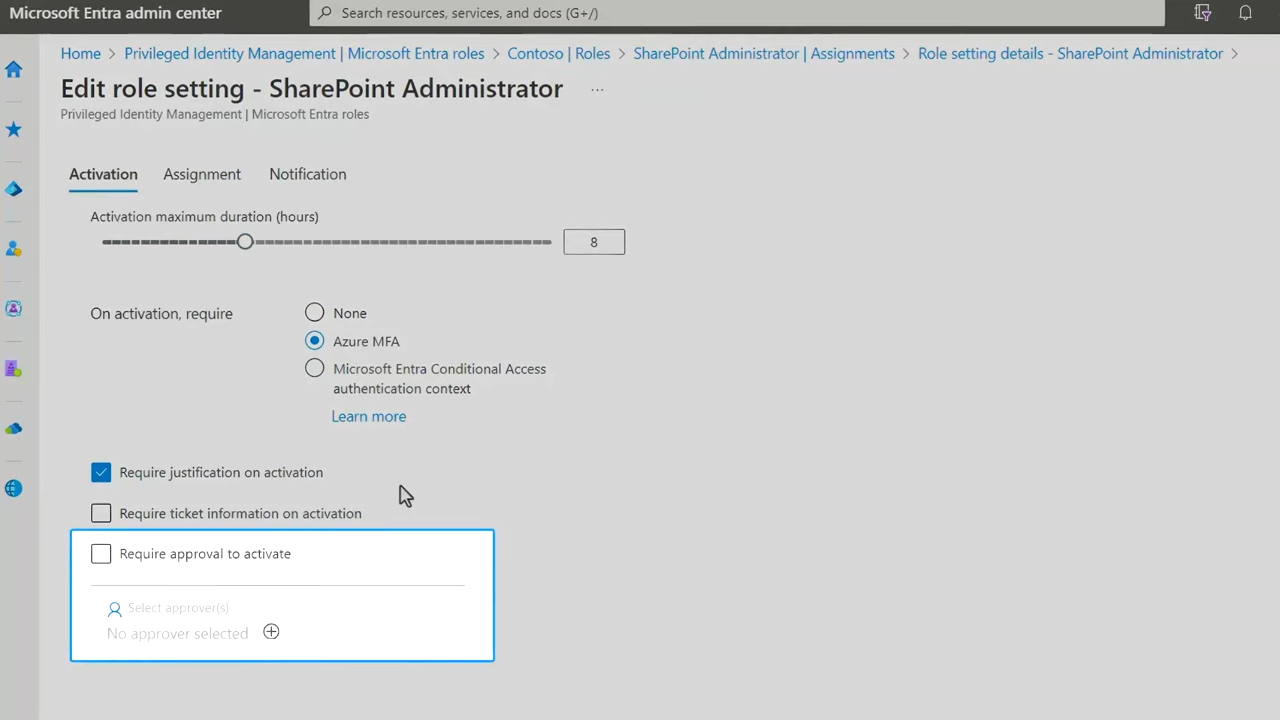 Microsoft Entra admin center
Search resources, services, and docs (G+/)
Home > Privileged Identity Management | Microsoft Entra roles > Contoso | Roles > SharePoint Administrator | Assignments > Role setting details - SharePoint Administrator >
Edit role setting - SharePoint Administrator ...
Privileged Identity Management | Microsoft Entra roles
Activation Assignment Notification
Activation maximum duration (hours)
8
On activation, require
None
Azure MFA
Microsoft Entra Conditional Access
authentication context
Learn more
Require justification on activation
Require ticket information on activation
Require approval to activate
Select approver(s)
No approver selected